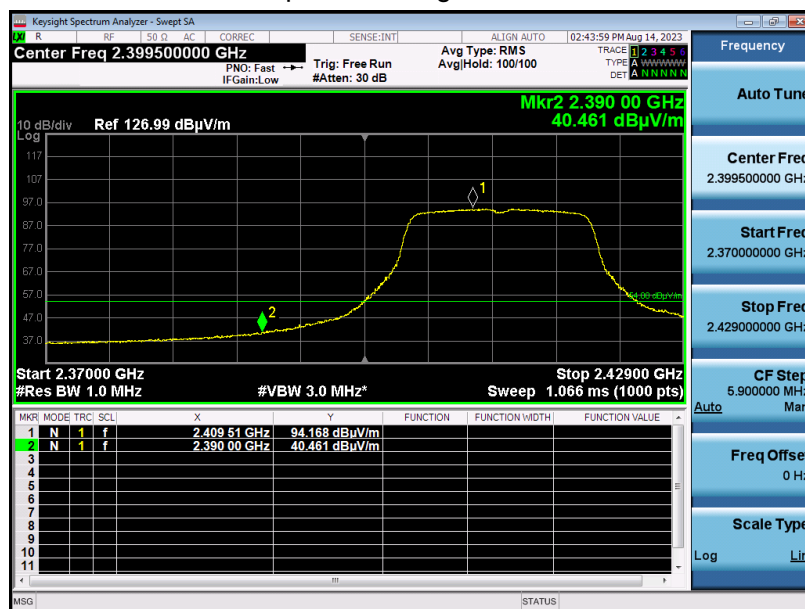 Keysight Spectrum Analyzer - Swept SA
LXI R RF 50 Ω AC CORREC SENSE:INT ALIGN AUTO 02:43:59 PM Aug 14, 2023
Center Freq 2.399500000 GHz
PNO: Fast
IFGain:Low
Trig: Free Run
#Atten: 30 dB
Avg Type: RMS
Avg|Hold: 100/100
TRACE 1 2 3 4 5 6
TYPE A WWWWW
DET A N N N N N
Mkr2 2.390 00 GHz
40.461 dBµV/m
10 dB/div Ref 126.99 dBµV/m
Log
117
107
97.0
87.0
77.0
67.0
57.0
47.0
37.0
1
2
54.00 dBµV/m
Start 2.37000 GHz Stop 2.42900 GHz
#Res BW 1.0 MHz #VBW 3.0 MHz* Sweep 1.066 ms (1000 pts)
MKR MODE TRC SCL X Y FUNCTION FUNCTION WIDTH FUNCTION VALUE
1 N 1 f 2.409 51 GHz 94.168 dBµV/m
2 N 1 f 2.390 00 GHz 40.461 dBµV/m
3
4
5
6
7
8
9
10
11
MSG STATUS
Frequency
Auto Tune
Center Freq
2.399500000 GHz
Start Freq
2.370000000 GHz
Stop Freq
2.429000000 GHz
CF Step
5.900000 MHz
Auto Man
Freq Offset
0 Hz
Scale Type
Log Lin